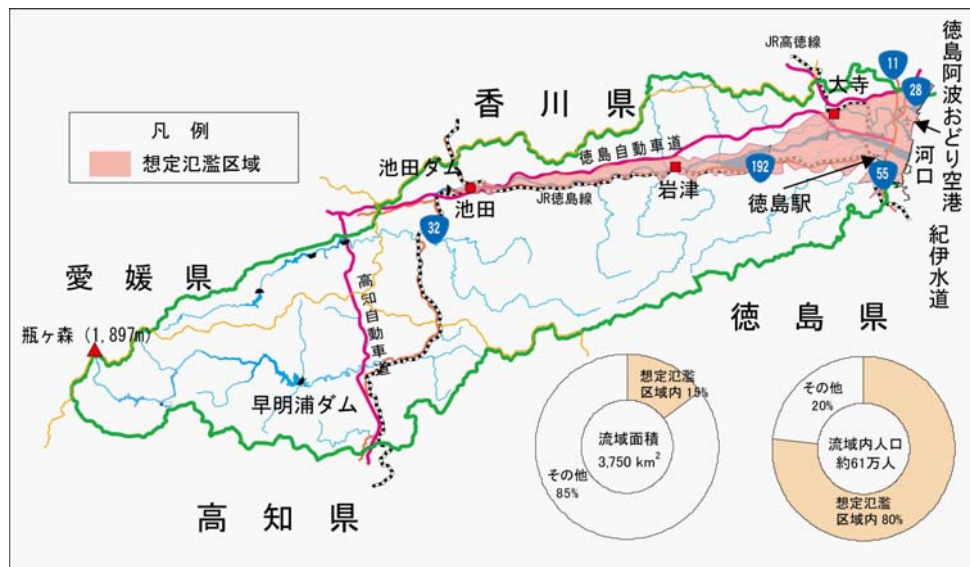 JR高徳線
11
28
大寺
徳島阿波おどり空港
河口
香川県
凡 例
想定氾濫区域
徳島自動車道
池田ダム
池田
JR徳島線
岩津
192
徳島駅
55
紀伊水道
32
愛媛県
高知自動車道
徳島県
瓶ヶ森 (1,897m)
早明浦ダム
高知県
想定氾濫
区域内 15%
流域面積
3,750 km²
その他
85%
その他
20%
流域内人口
約61万人
想定氾濫
区域内 80%